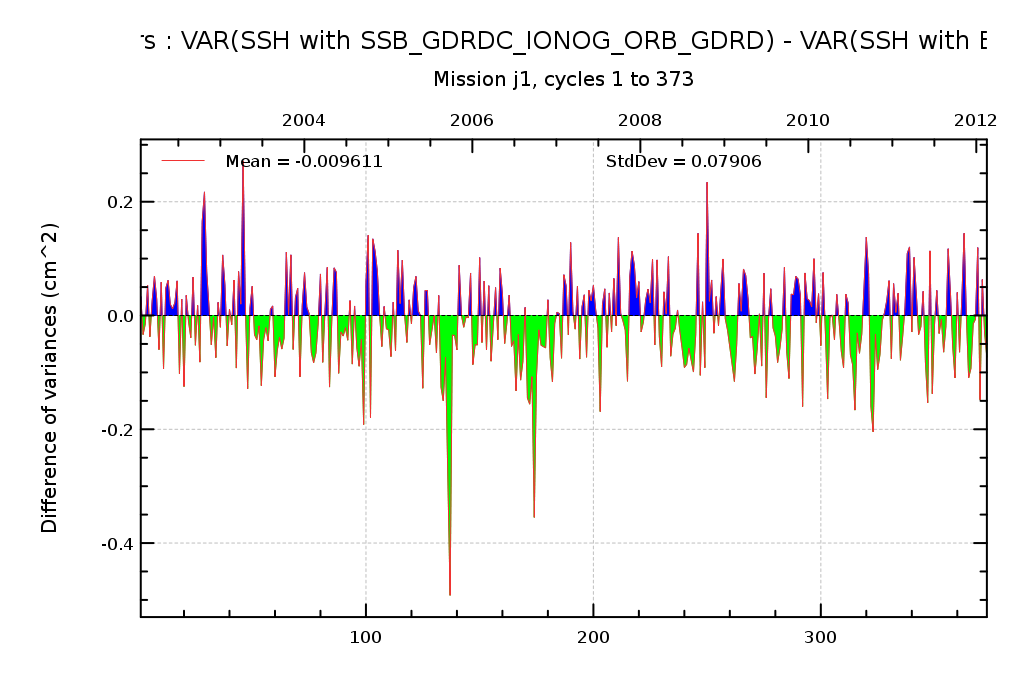 : VAR(SSH with SSB_GDRDC_IONOG_ORB_GDRD) - VAR(SSH with
Mission j1, cycles 1 to 373
2004 2006 2008 2010 2012
Mean = -0.009611 StdDev = 0.07906
Difference of variances (cm^2)
0.2
0.0
-0.2
-0.4
100 200 300